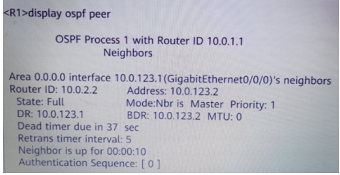 <R1>display ospf peer
OSPF Process 1 with Router ID 10.0.1.1
Neighbors
Area 0.0.0.0 interface 10.0.123.1(GigabitEthernet0/0/0)'s neighbors
Router ID: 10.0.2.2 Address: 10.0.123.2
State: Full Mode:Nbr is Master Priority: 1
DR: 10.0.123.1 BDR: 10.0.123.2 MTU: 0
Dead timer due in 37 sec
Retrans timer interval: 5
Neighbor is up for 00:00:10
Authentication Sequence: [ 0 ]